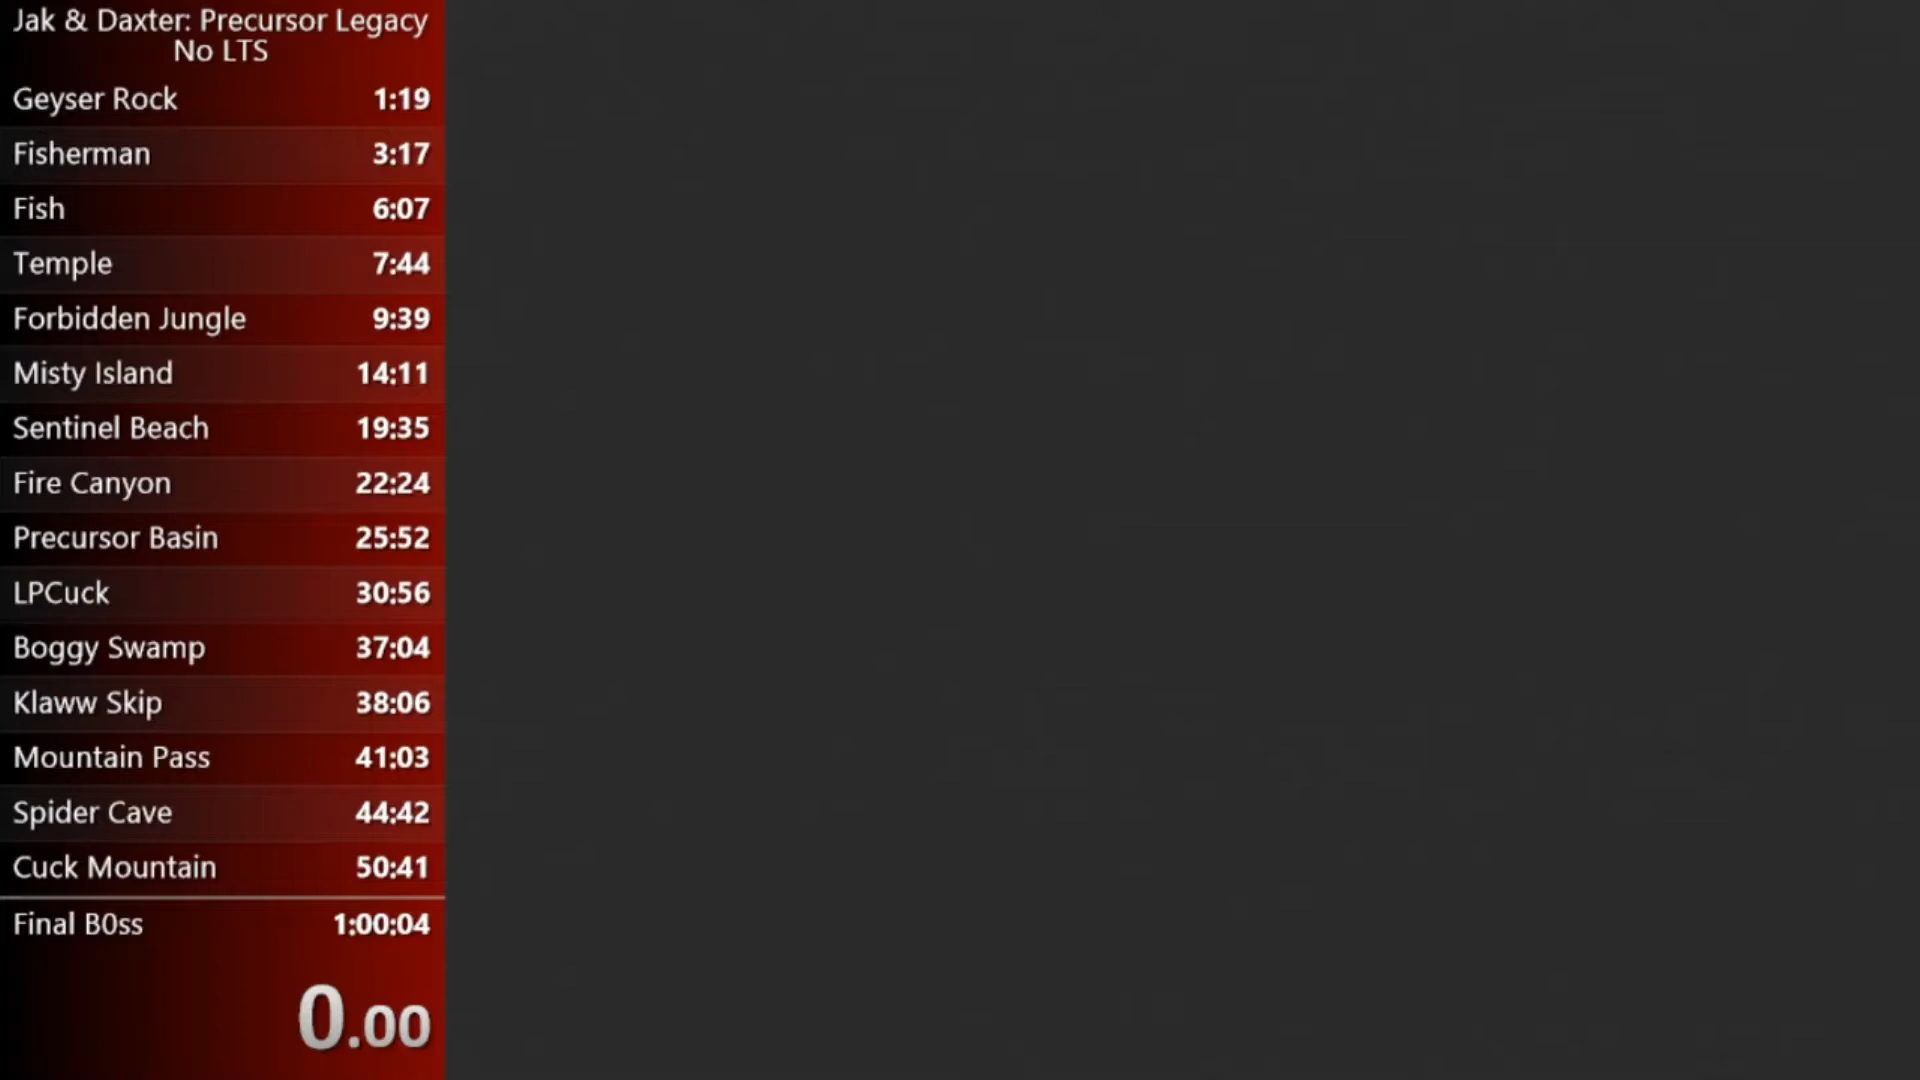 Jak & Daxter: Precursor Legacy
No LTS
Geyser Rock 1:19
Fisherman 3:17
Fish 6:07
Temple 7:44
Forbidden Jungle 9:39
Misty Island 14:11
Sentinel Beach 19:35
Fire Canyon 22:24
Precursor Basin 25:52
LPCuck 30:56
Boggy Swamp 37:04
Klaww Skip 38:06
Mountain Pass 41:03
Spider Cave 44:42
Cuck Mountain 50:41
Final B0ss 1:00:04
0.00